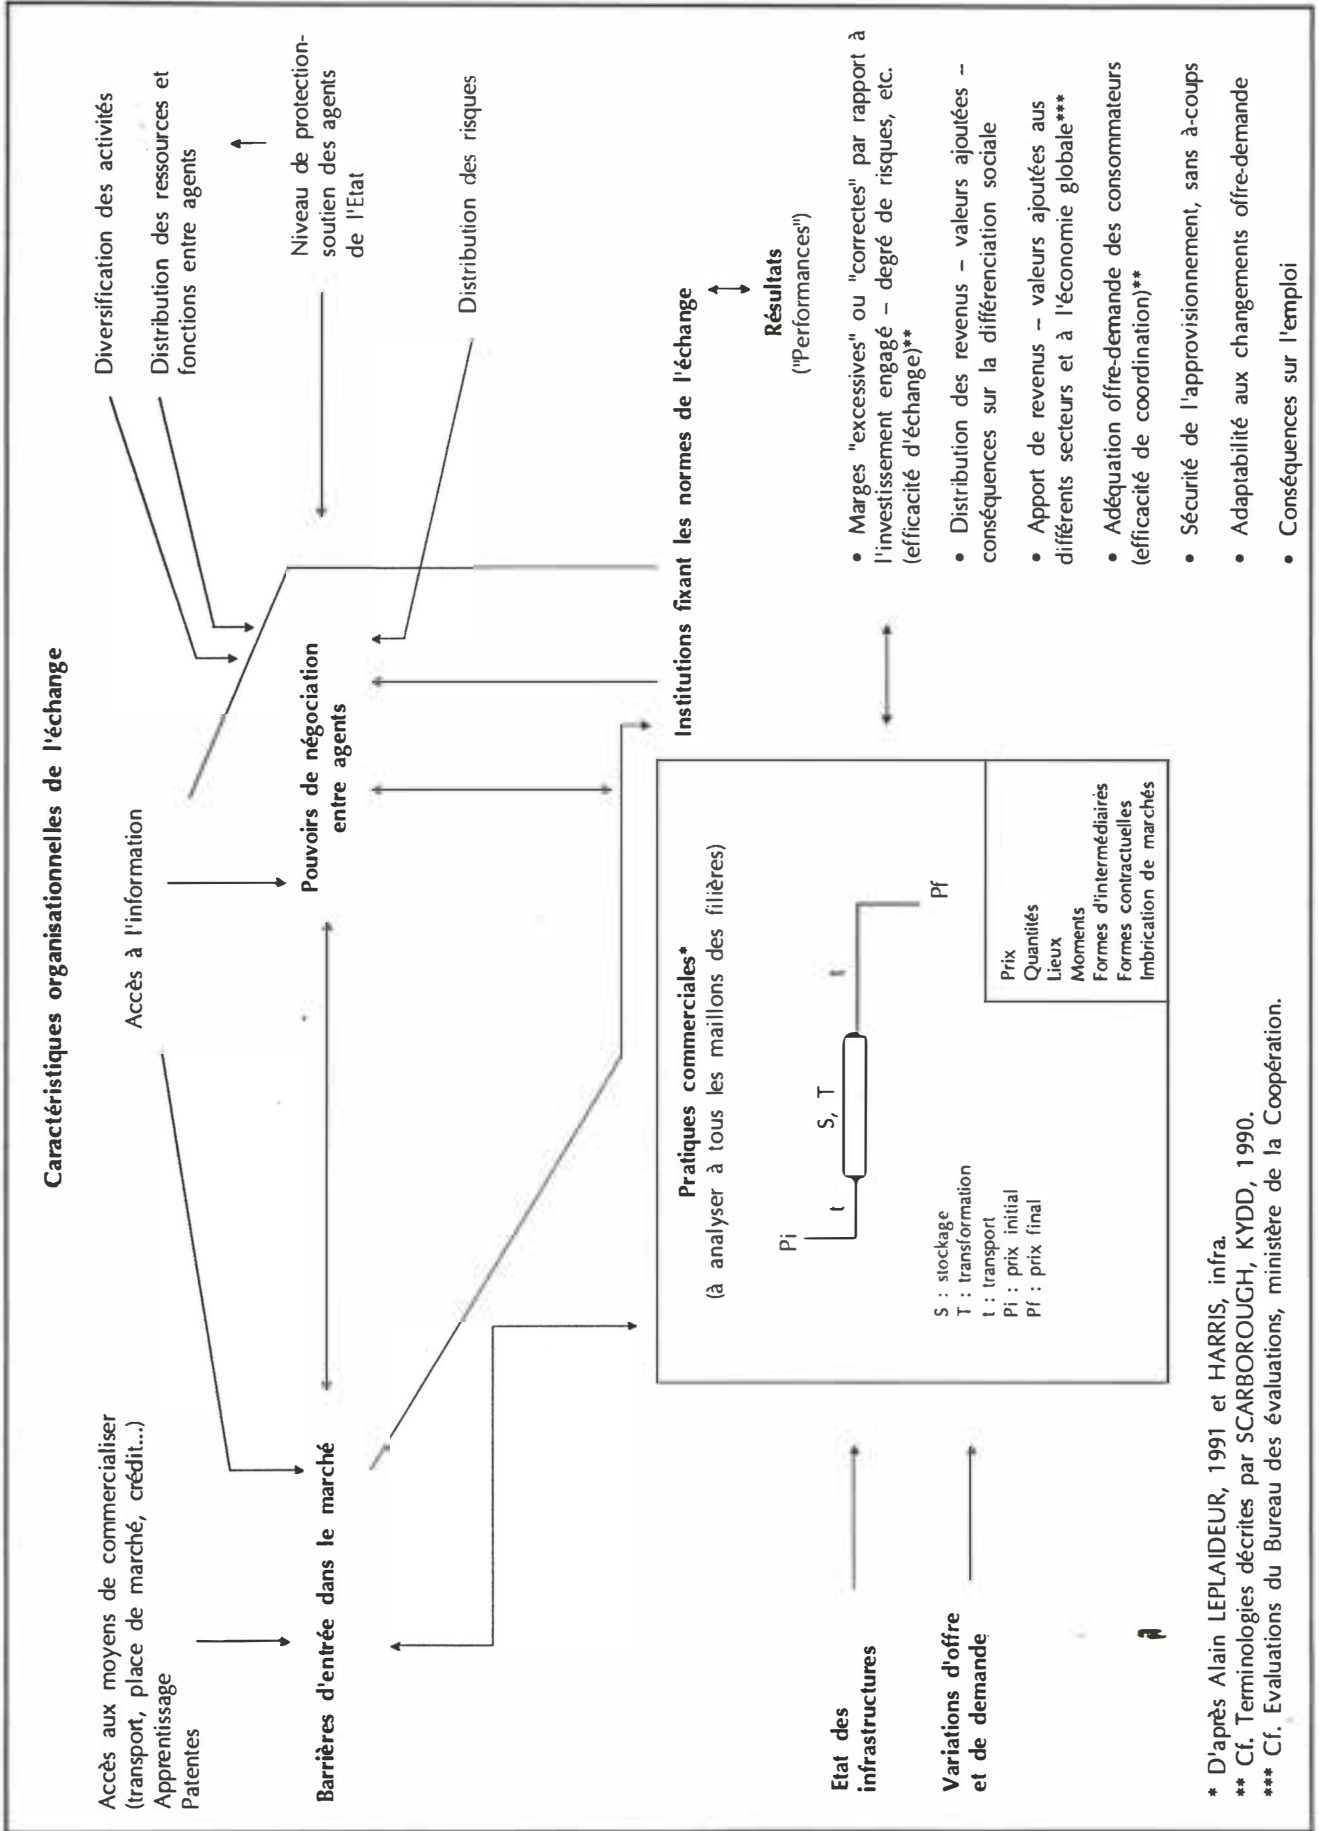 Caractéristiques organisationnelles de l'échange
Accès aux moyens de commercialiser
(transport, place de marché, crédit...)
Apprentissage
Patentes
Accès à l'information
Diversification des activités
Distribution des ressources et
fonctions entre agents
Barrières d'entrée dans le marché
Pouvoirs de négociation
entre agents
Niveau de protection-
soutien des agents
de l'Etat
Distribution des risques
Institutions fixant les normes de l'échange
Pratiques commerciales*
(à analyser à tous les maillons des filières)
Pi
t
S, T
t
Pf
S : stockage
T : transformation
t : transport
Pi : prix initial
Pf : prix final
Prix
Quantités
Lieux
Moments
Formes d'intermédiaires
Formes contractuelles
Imbrication de marchés
Etat des
infrastructures
Variations d'offre
et de demande
Résultats
("Performances")
• Marges "excessives" ou "correctes" par rapport à
l'investissement engagé – degré de risques, etc.
(efficacité d'échange)**
• Distribution des revenus – valeurs ajoutées –
conséquences sur la différenciation sociale
• Apport de revenus – valeurs ajoutées aus
différents secteurs et à l'économie globale***
• Adéquation offre-demande des consommateurs
(efficacité de coordination)**
• Sécurité de l'approvisionnement, sans à-coups
• Adaptabilité aux changements offre-demande
• Conséquences sur l'emploi
* D'après Alain LEPLAIDEUR, 1991 et HARRIS, infra.
** Cf. Terminologies décrites par SCARBOROUGH, KYDD, 1990.
*** Cf. Evaluations du Bureau des évaluations, ministère de la Coopération.